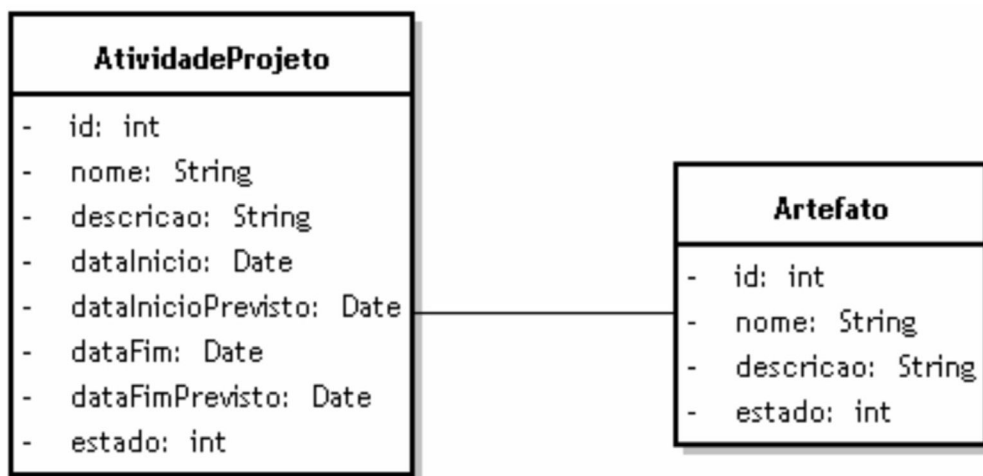 AtividadeProjeto
- id: int
- nome: String
- descricao: String
- dataInicio: Date
- dataInicioPrevisto: Date
- dataFim: Date
- dataFimPrevisto: Date
- estado: int
Artefato
- id: int
- nome: String
- descricao: String
- estado: int